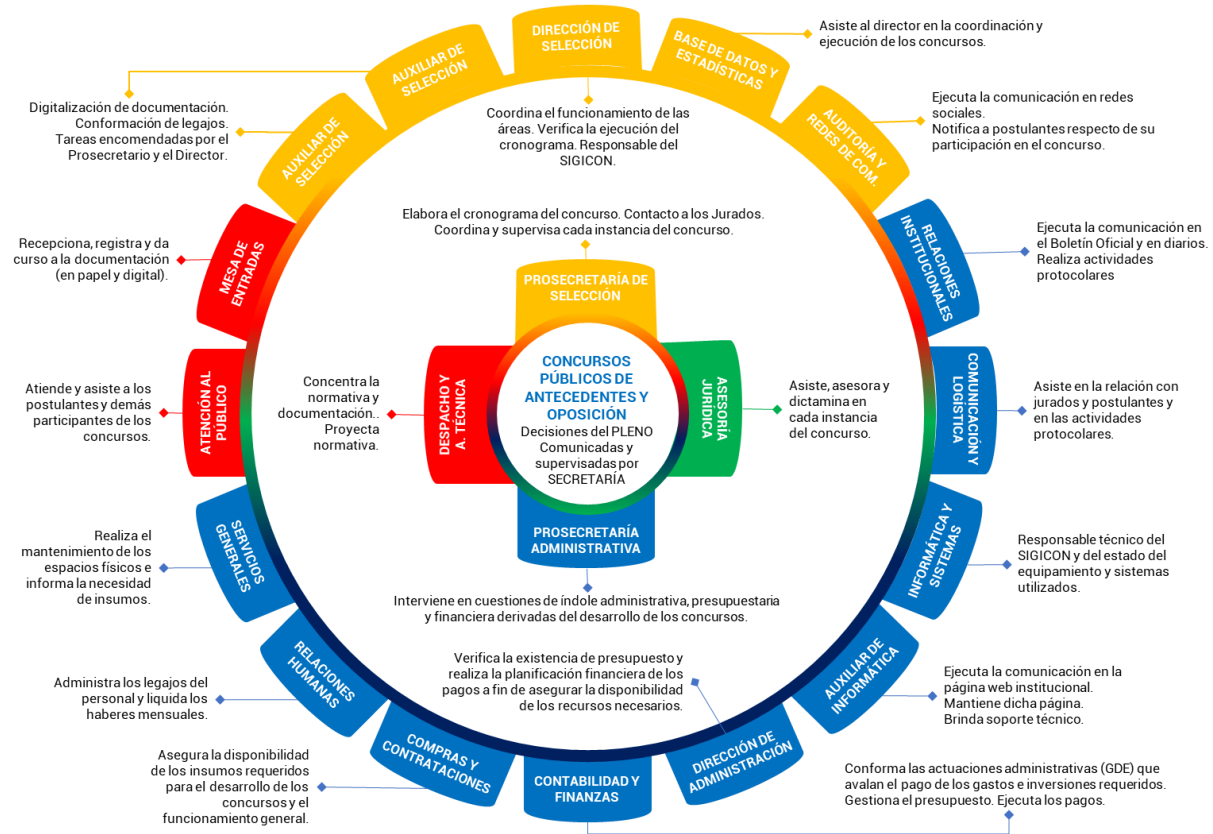 DIRECCIÓN DE
SELECCIÓN
Coordina el funcionamiento de las
áreas. Verifica la ejecución del
cronograma. Responsable del
SIGICON.
BASE DE DATOS Y
ESTADÍSTICAS
Asiste al director en la coordinación y
ejecución de los concursos.
AUDITORÍA Y
REDES DE COM.
Ejecuta la comunicación en redes
sociales.
Notifica a postulantes respecto de su
participación en el concurso.
RELACIONES
INSTITUCIONALES
Ejecuta la comunicación en
el Boletín Oficial y en diarios.
Realiza actividades
protocolares
COMUNICACIÓN Y
LOGÍSTICA
Asiste en la relación con
jurados y postulantes y
en las actividades
protocolares.
INFORMÁTICA Y
SISTEMAS
Responsable técnico del
SIGICON y del estado del
equipamiento y sistemas
utilizados.
AUXILIAR DE
INFORMÁTICA
Ejecuta la comunicación en la
página web institucional.
Mantiene dicha página.
Brinda soporte técnico.
DIRECCIÓN DE
ADMINISTRACIÓN
Verifica la existencia de presupuesto y
realiza la planificación financiera de los
pagos a fin de asegurar la disponibilidad
de los recursos necesarios.
CONTABILIDAD Y
FINANZAS
Conforma las actuaciones administrativas (GDE) que
avalan el pago de los gastos e inversiones requeridos.
Gestiona el presupuesto. Ejecuta los pagos.
COMPRAS Y
CONTRATACIONES
Asegura la disponibilidad
de los insumos requeridos
para el desarrollo de los
concursos y el
funcionamiento general.
RELACIONES
HUMANAS
Administra los legajos del
personal y liquida los
haberes mensuales.
SERVICIOS
GENERALES
Realiza el
mantenimiento de los
espacios físicos e
informa la necesidad
de insumos.
ATENCIÓN AL
PÚBLICO
Atiende y asiste a los
postulantes y demás
participantes de los
concursos.
MESA DE
ENTRADAS
Recepciona, registra y da
curso a la documentación
(en papel y digital).
AUXILIAR DE
SELECCIÓN
AUXILIAR DE
SELECCIÓN
Digitalización de documentación.
Conformación de legajos.
Tareas encomendadas por el
Prosecretario y el Director.
Elabora el cronograma del concurso. Contacto a los Jurados.
Coordina y supervisa cada instancia del concurso.
PROSECRETARÍA DE
SELECCIÓN
DESPACHO Y
A. TÉCNICA
Concentra la
normativa y
documentación..
Proyecta
normativa.
CONCURSOS
PÚBLICOS DE
ANTECEDENTES Y
OPOSICIÓN
Decisiones del PLENO
Comunicadas y
supervisadas por
SECRETARÍA
ASESORÍA
JURÍDICA
Asiste, asesora y
dictamina en
cada instancia
del concurso.
PROSECRETARÍA
ADMINISTRATIVA
Interviene en cuestiones de índole administrativa, presupuestaria
y financiera derivadas del desarrollo de los concursos.